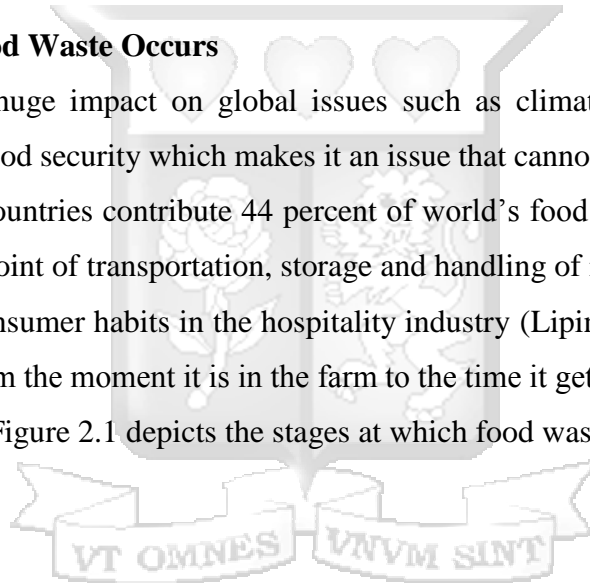 od Waste Occurs
huge impact on global issues such as climat
od security which makes it an issue that canno
ountries contribute 44 percent of world's food
oint of transportation, storage and handling of
nsumer habits in the hospitality industry (Lipin
m the moment it is in the farm to the time it get
Figure 2.1 depicts the stages at which food was
VT OMNES VNVM SINT